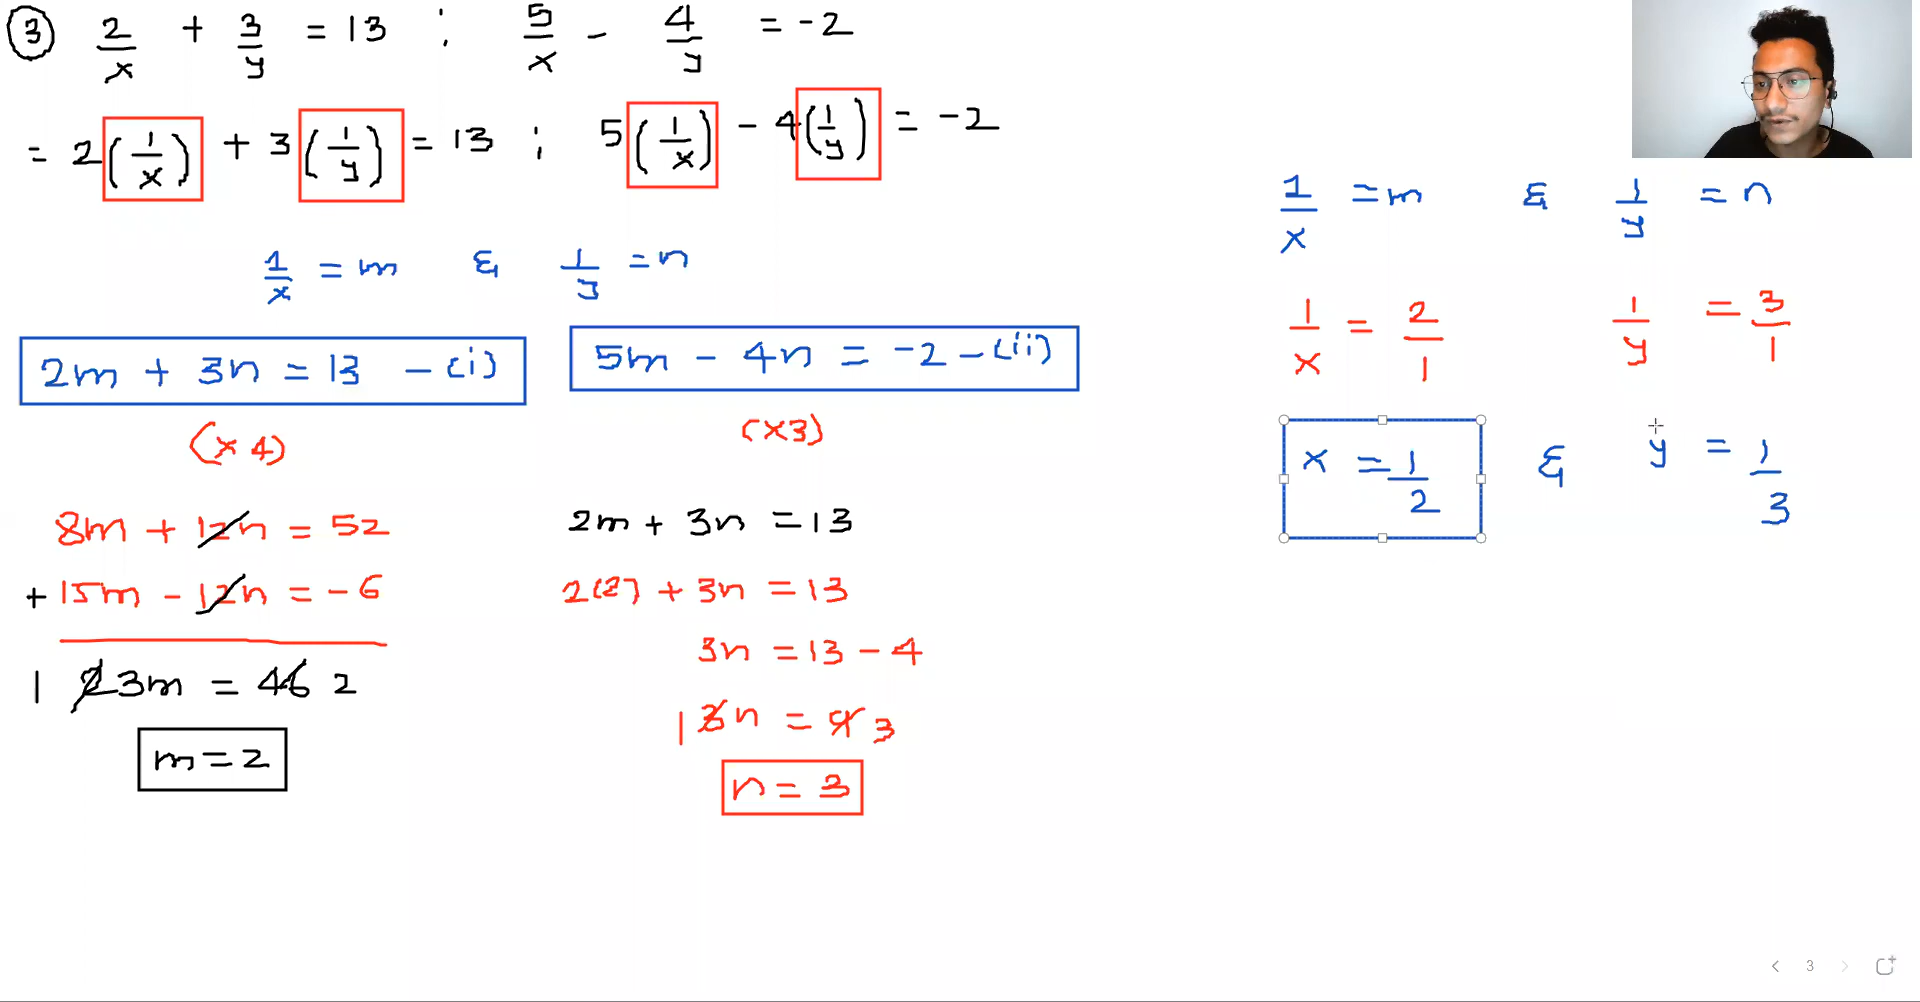 ③ 2/x + 3/y = 13 ; 5/x - 4/y = -2
= 2(1/x) + 3(1/y) = 13 ; 5(1/x) - 4(1/y) = -2
1/x = m & 1/y = n
2m + 3n = 13 - (i)
5m - 4n = -2 - (ii)
(x 4)
(x3)
8m + 12n = 52
+ 15m - 12n = -6
1 23m = 46 2
m = 2
2m + 3n = 13
2(2) + 3n = 13
3n = 13 - 4
1 3n = 9 3
n = 3
1/x = m & 1/y = n
1/x = 2/1 1/y = 3/1
x = 1/2 & y = 1/3
3